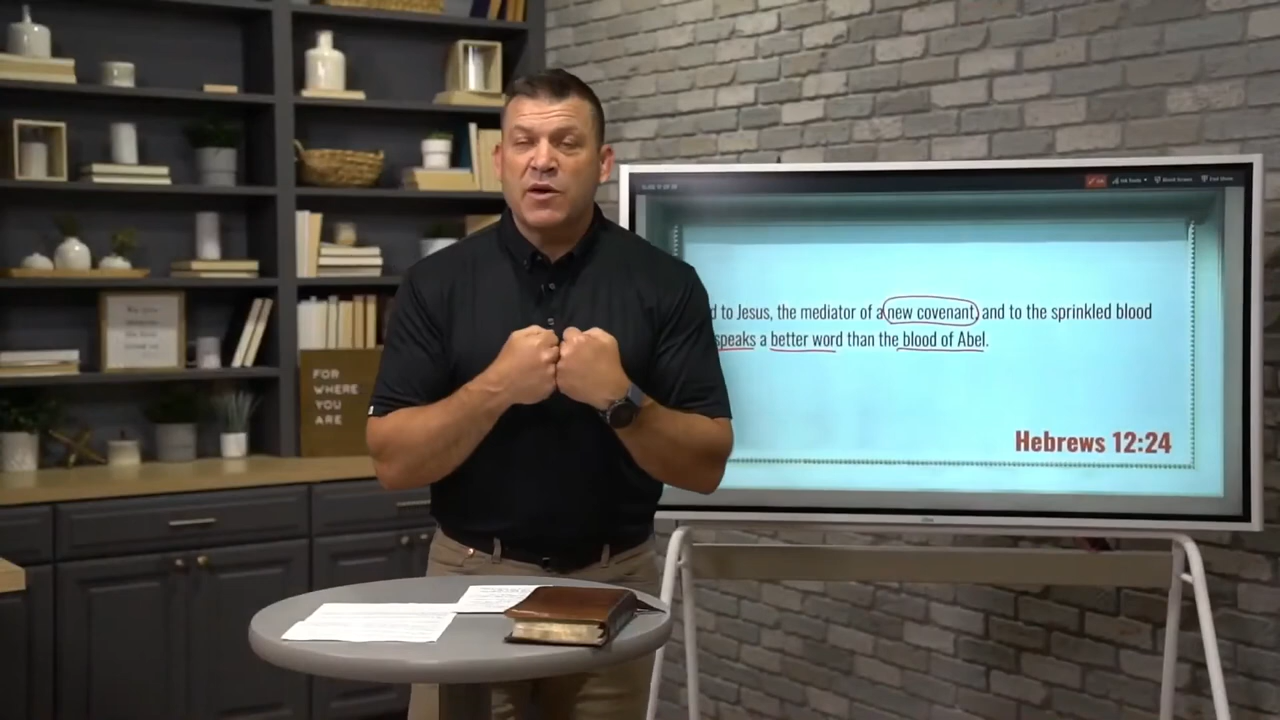 d to Jesus, the mediator of a new covenant, and to the sprinkled blood
speaks a better word than the blood of Abel.
Hebrews 12:24
FOR
WHERE
YOU
ARE